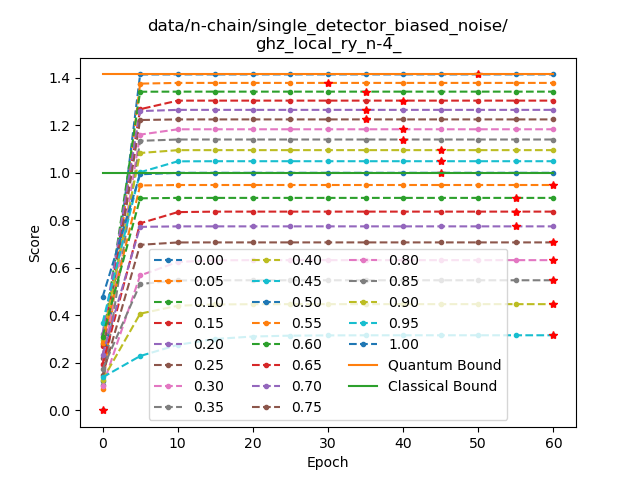 data/n-chain/single_detector_biased_noise/
ghz_local_ry_n-4_
Score
1.4
1.2
1.0
0.8
0.6
0.4
0.2
0.0
0.00 0.40 0.80
0.05 0.45 0.85
0.10 0.50 0.90
0.15 0.55 0.95
0.20 0.60 1.00
0.25 0.65 Quantum Bound
0.30 0.70 Classical Bound
0.35 0.75
0 10 20 30 40 50 60
Epoch